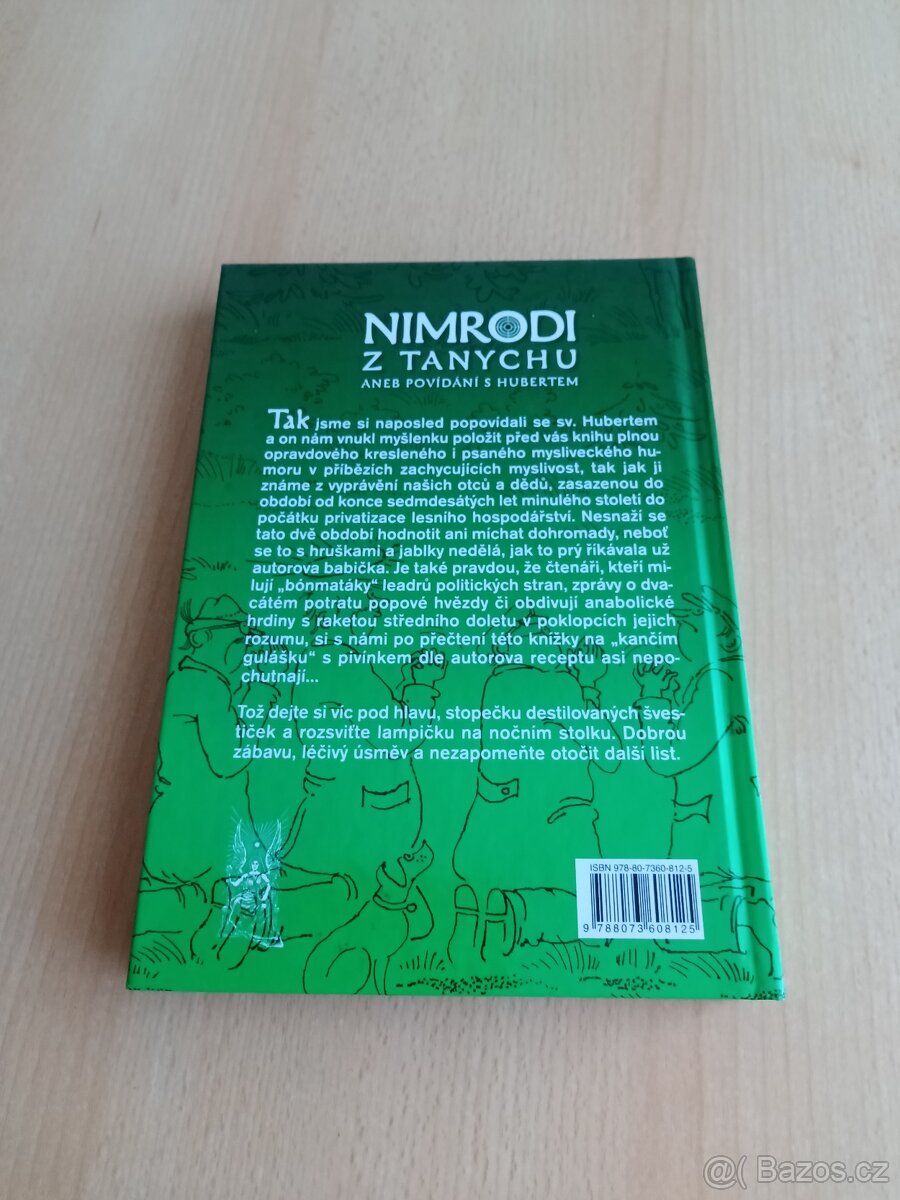 NIMRODI
Z TANYCHU
ANEB POVÍDÁNÍ S HUBERTEM
Tak jsme si naposled popovídali se sv. Hubertem
a on nám vnukl myšlenku položit před vás knihu plnou
opravdového kresleného i psaného mysliveckého hu-
moru v příbězích zachycujících myslivost, tak jak ji
známe z vyprávění našich otců a dědů, zasazenou do
období od konce sedmdesátých let minulého století do
počátku privatizace lesního hospodářství. Nesnaží se
tato dvě období hodnotit ani míchat dohromady, neboť
se to s hruškami a jablky nedělá, jak to prý říkávala už
autorova babička. Je také pravdou, že čtenáři, kteří mi-
lují „bónmatáky“ leadrů politických stran, zprávy o dva-
cátém potratu popové hvězdy či obdivují anabolické
hrdiny s raketou středního doletu v poklopcích jejich
rozumu, si s námi po přečtení této knížky na „kančím
gulášku“ s pivínkem dle autorova receptu asi nepo-
chutnají...
Tož dejte si víc pod hlavu, stopečku destilovaných šves-
tiček a rozsviťte lampičku na nočním stolku. Dobrou
zábavu, léčivý úsměv a nezapomeňte otočit další list.
ISBN 978-80-7360-812-5
9 788073 608125
@( Bazos.cz